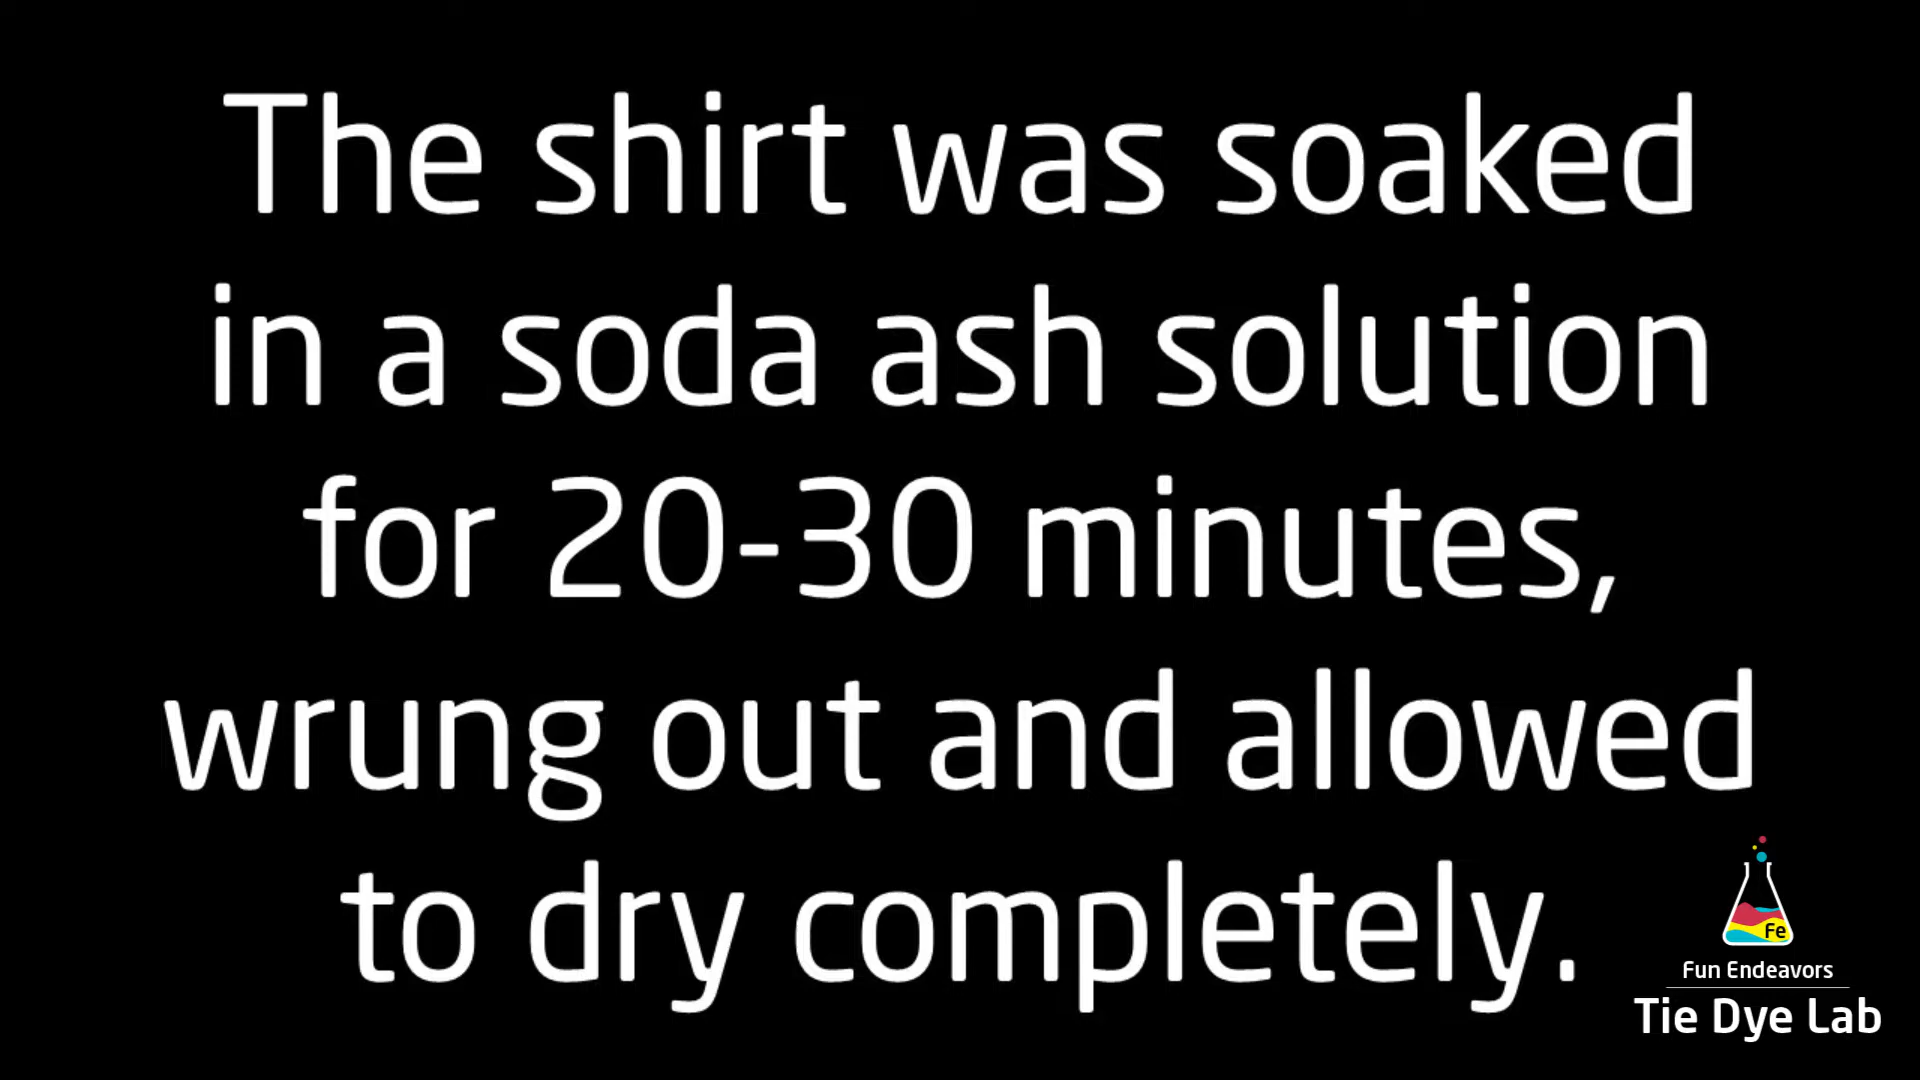 The shirt was soaked
in a soda ash solution
for 20-30 minutes,
wrung out and allowed
to dry completely.
Fe
Fun Endeavors
Tie Dye Lab